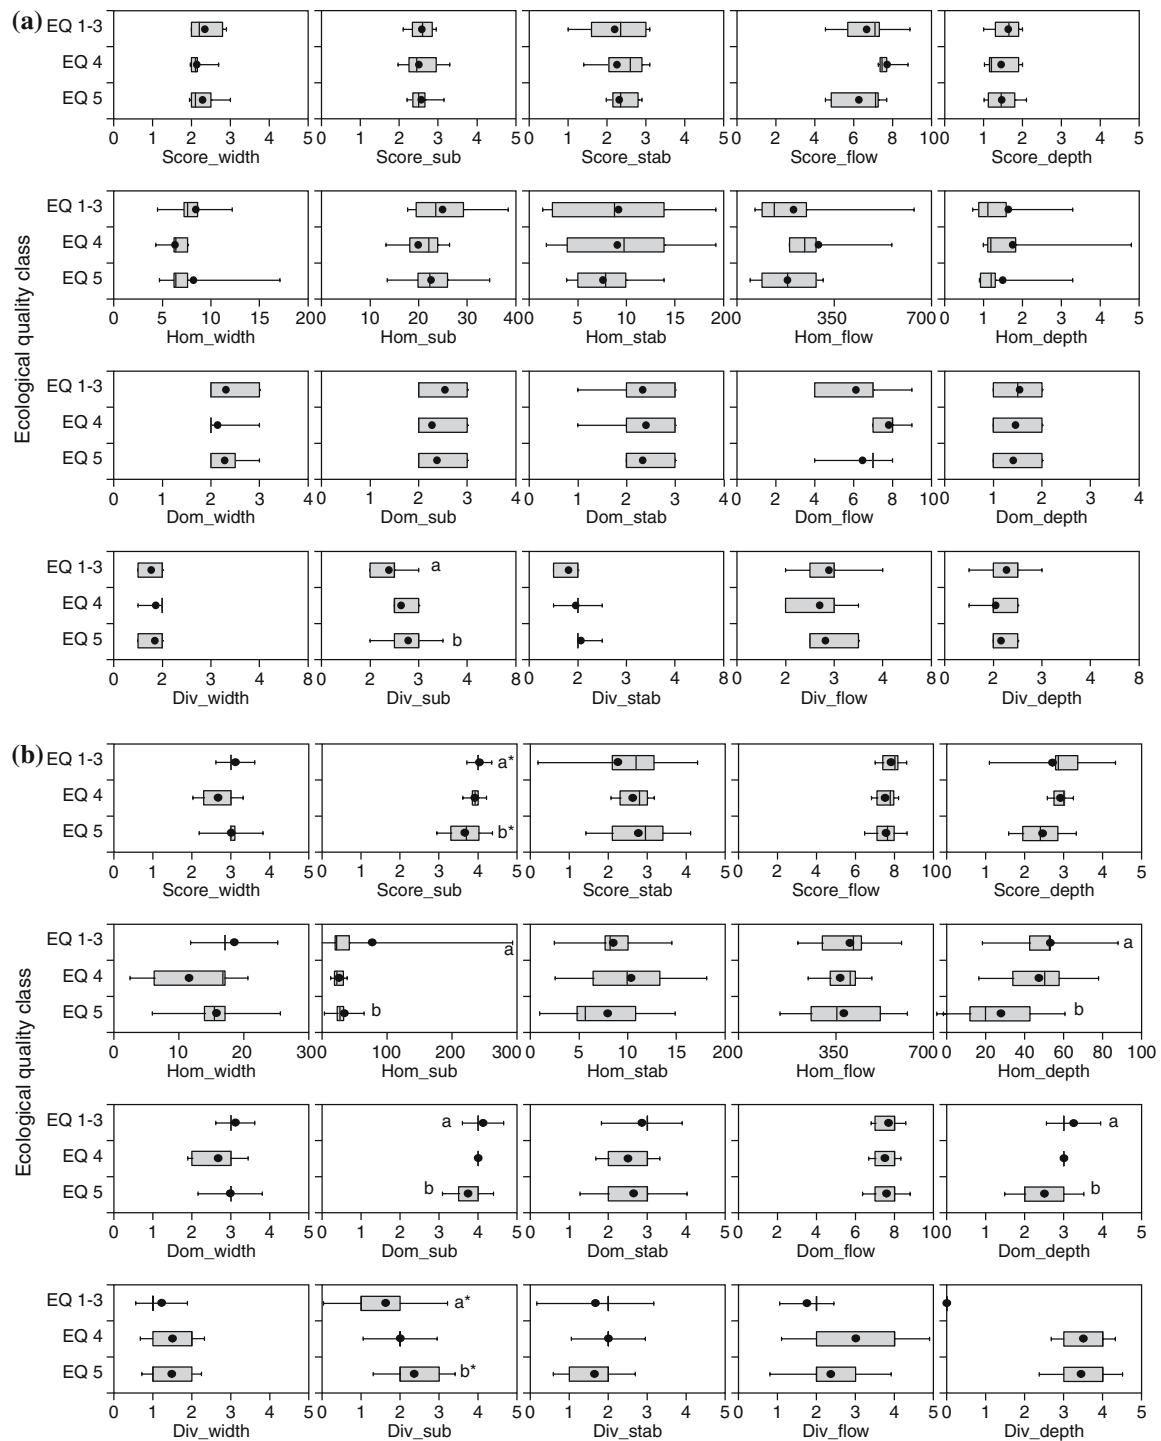 (a)
Ecological quality class
EQ 1-3
EQ 4
EQ 5
0 1 2 3 4 5 0 1 2 3 4 5 0 1 2 3 4 5 0 2 4 6 8 10 0 1 2 3 4 5
Score_width Score_sub Score_stab Score_flow Score_depth
EQ 1-3
EQ 4
EQ 5
0 5 10 15 20 0 10 20 30 40 0 5 10 15 20 0 350 700 0 1 2 3 4 5
Hom_width Hom_sub Hom_stab Hom_flow Hom_depth
EQ 1-3
EQ 4
EQ 5
0 1 2 3 4 0 1 2 3 4 0 1 2 3 4 0 2 4 6 8 10 0 1 2 3 4
Dom_width Dom_sub Dom_stab Dom_flow Dom_depth
EQ 1-3 a
EQ 4
EQ 5 b
0 2 3 4 8 0 2 3 4 8 0 2 3 4 8 0 2 3 4 8 0 2 3 4 8
Div_width Div_sub Div_stab Div_flow Div_depth
(b)
Ecological quality class
EQ 1-3 a*
EQ 4
EQ 5 b*
0 1 2 3 4 5 0 1 2 3 4 5 0 1 2 3 4 5 0 2 4 6 8 10 0 1 2 3 4 5
Score_width Score_sub Score_stab Score_flow Score_depth
EQ 1-3 a a
EQ 4
EQ 5 b b
0 10 20 30 0 100 200 300 5 10 15 20 0 350 700 0 20 40 60 80 100
Hom_width Hom_sub Hom_stab Hom_flow Hom_depth
EQ 1-3 a a
EQ 4
EQ 5 b b
0 1 2 3 4 5 0 1 2 3 4 5 0 1 2 3 4 5 0 2 4 6 8 10 0 1 2 3 4 5
Dom_width Dom_sub Dom_stab Dom_flow Dom_depth
EQ 1-3 a*
EQ 4
EQ 5 b*
0 1 2 3 4 5 0 1 2 3 4 5 0 1 2 3 4 5 0 1 2 3 4 5 0 1 2 3 4 5
Div_width Div_sub Div_stab Div_flow Div_depth